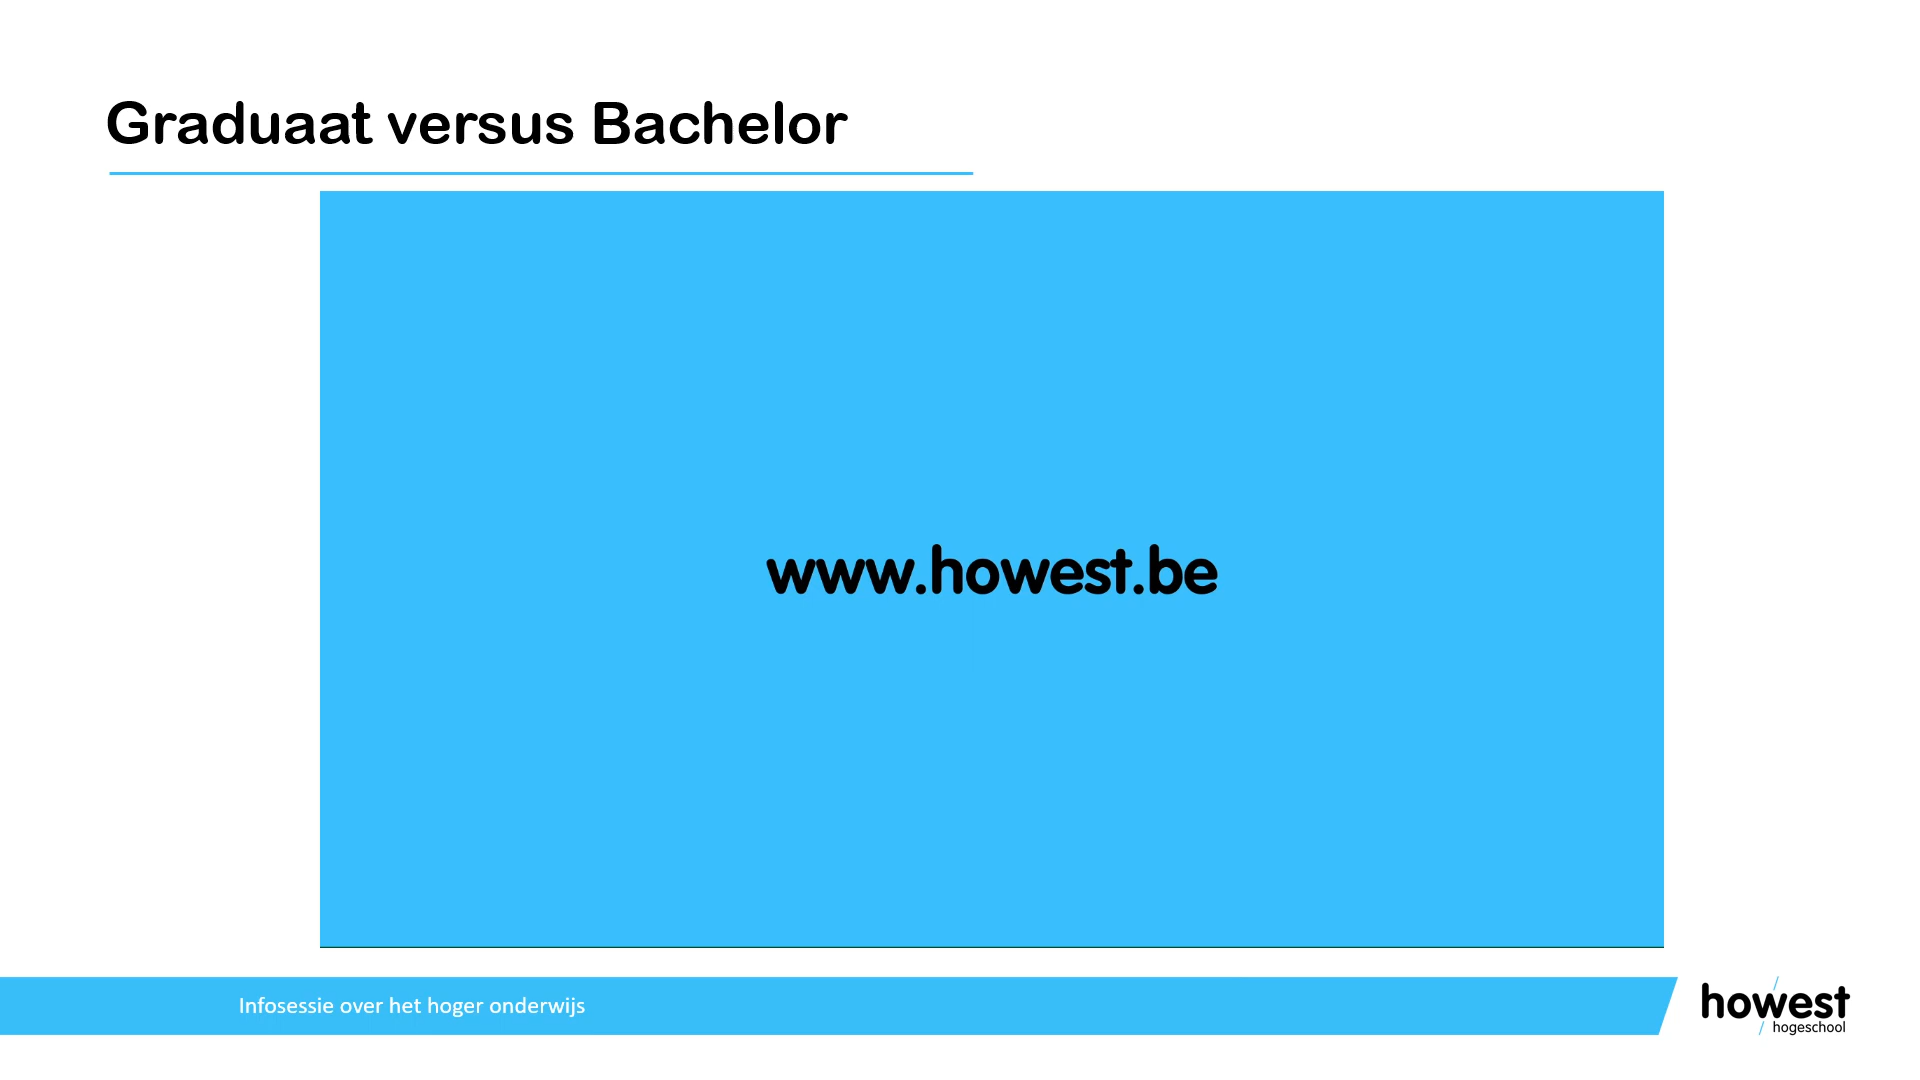 Graduaat versus Bachelor
www.howest.be
Infosessie over het hoger onderwijs
howest
hogeschool